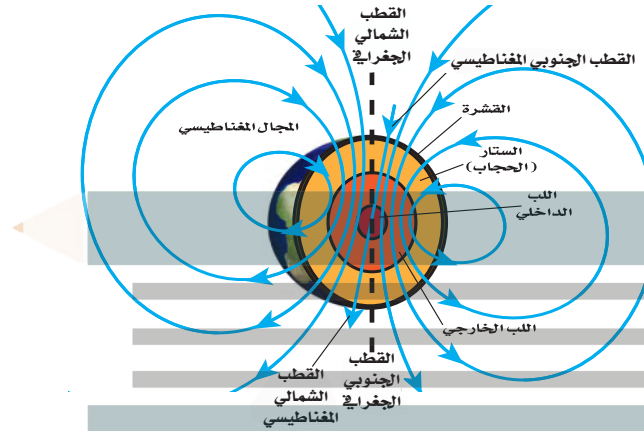 القطب
الشمالي
الجغرافي
القطب الجنوبي المغناطيسي
القشرة
المجال المغناطيسي
الستار
(الحجاب)
اللب
الداخلي
اللب الخارجي
القطب
الجنوبي
الجغرافي
القطب
الشمالي
المغناطيسي